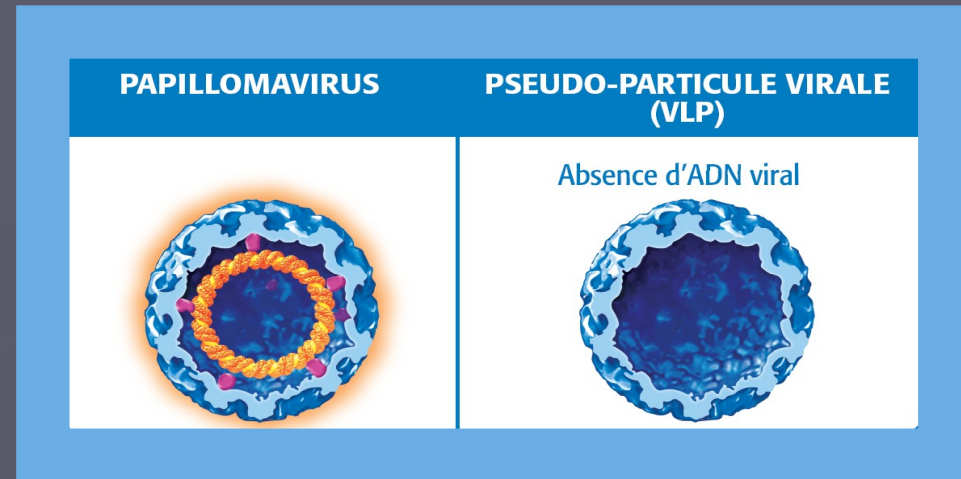 PAPILLOMAVIRUS
PSEUDO-PARTICULE VIRALE
(VLP)
Absence d’ADN viral